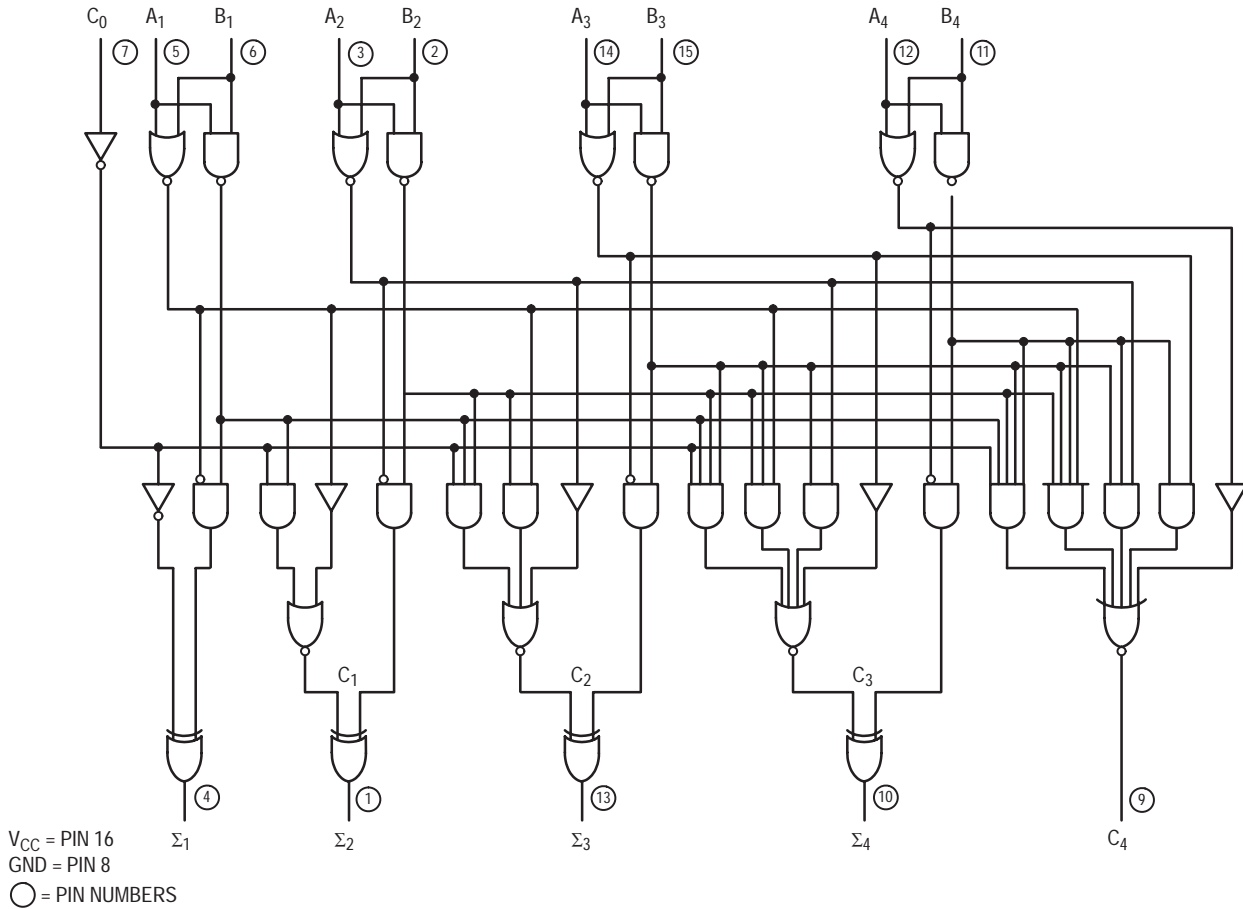 C0 A1 B1 A2 B2 A3 B3 A4 B4
7 5 6 3 2 14 15 12 11
C1 C2 C3
4 1 13 10 9
Σ1 Σ2 Σ3 Σ4 C4
VCC = PIN 16
GND = PIN 8
= PIN NUMBERS